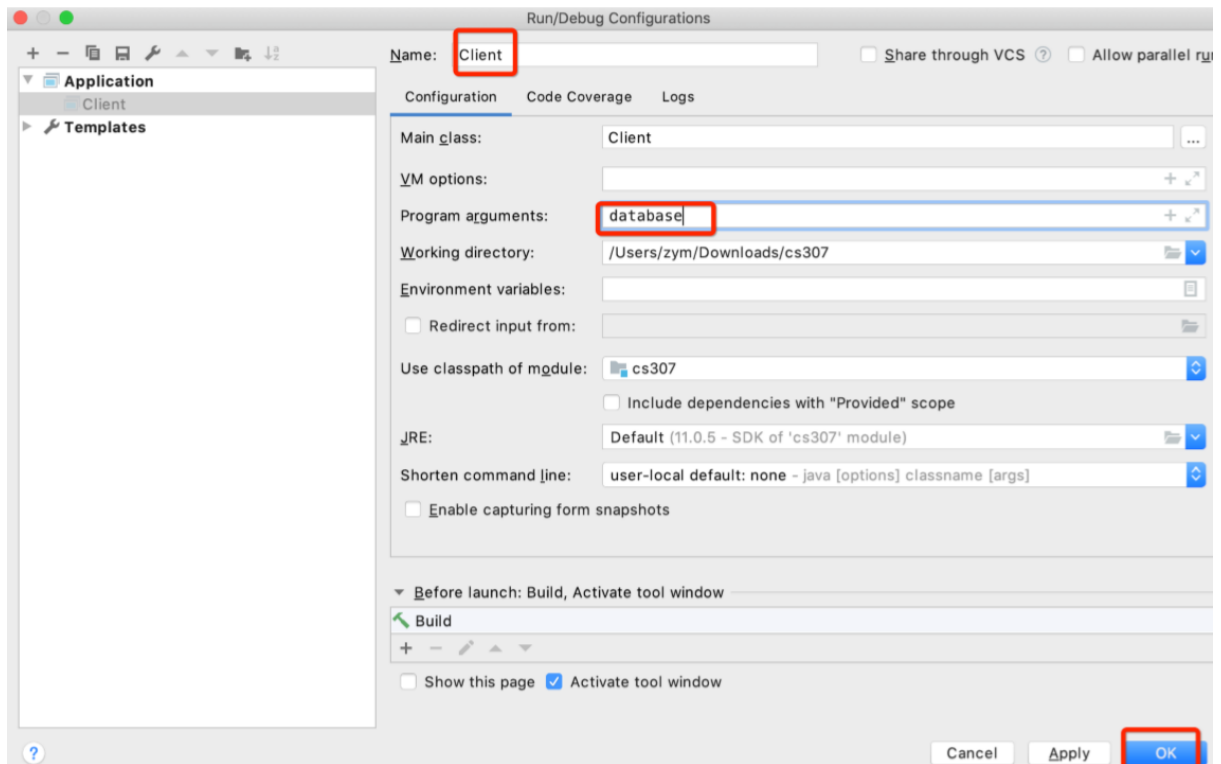 Run/Debug Configurations
Name: Client
Share through VCS ? Allow parallel ru
Application
Client
Templates
Configuration Code Coverage Logs
Main class: Client ...
VM options:
Program arguments: database
Working directory: /Users/zym/Downloads/cs307
Environment variables:
Redirect input from:
Use classpath of module: cs307
Include dependencies with "Provided" scope
JRE: Default (11.0.5 - SDK of 'cs307' module)
Shorten command line: user-local default: none - java [options] classname [args]
Enable capturing form snapshots
Before launch: Build, Activate tool window
Build
Show this page Activate tool window
? Cancel Apply OK